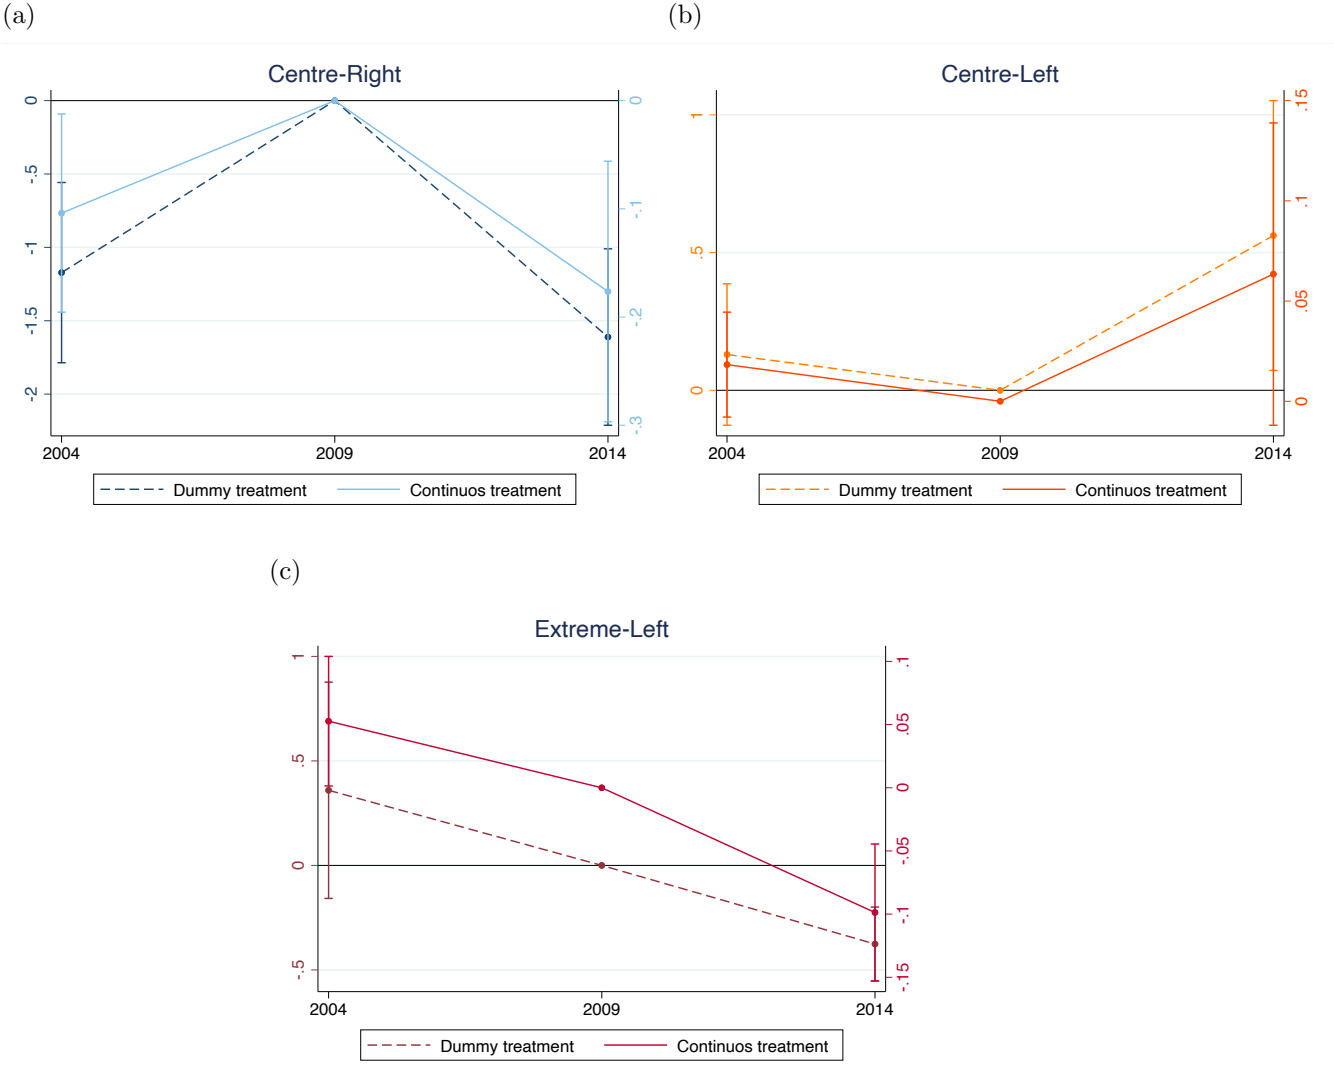 (a)
Centre-Right
0
-.5
-1
-1.5
-2
0
-.1
-.2
-.3
2004 2009 2014
Dummy treatment Continuos treatment
(b)
Centre-Left
1
.5
0
.15
.1
.05
0
2004 2009 2014
Dummy treatment Continuos treatment
(c)
Extreme-Left
1
.5
0
-.5
.1
.05
0
-.05
-.1
-.15
2004 2009 2014
Dummy treatment Continuos treatment